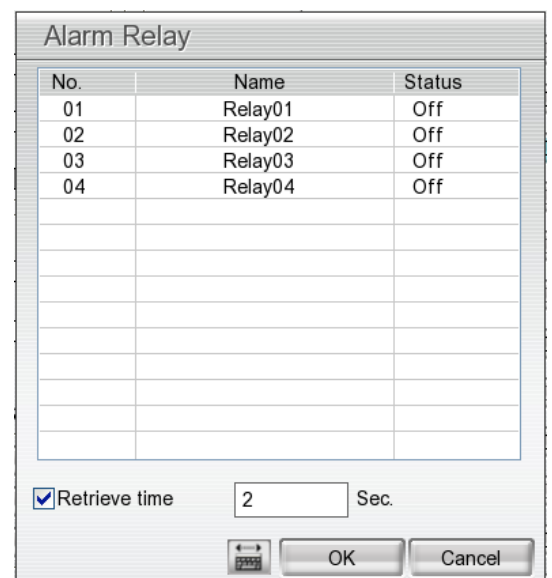 Alarm Relay
No. Name Status
01 Relay01 Off
02 Relay02 Off
03 Relay03 Off
04 Relay04 Off
Retrieve time 2 Sec.
OK Cancel